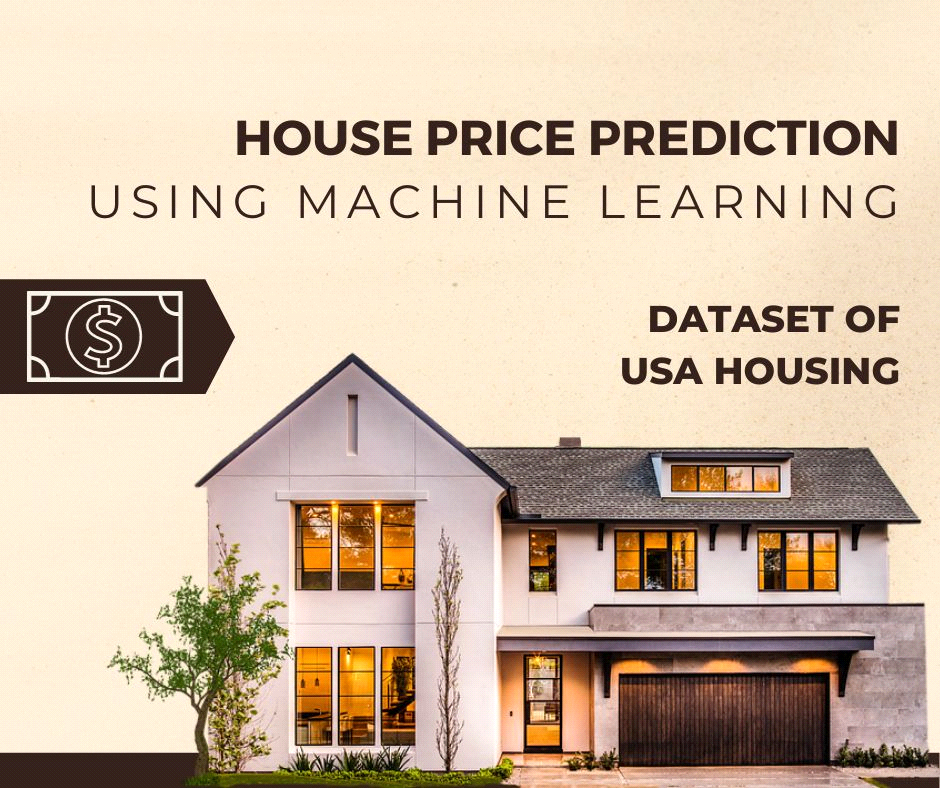 HOUSE PRICE PREDICTION
USING MACHINE LEARNING
$
DATASET OF
USA HOUSING